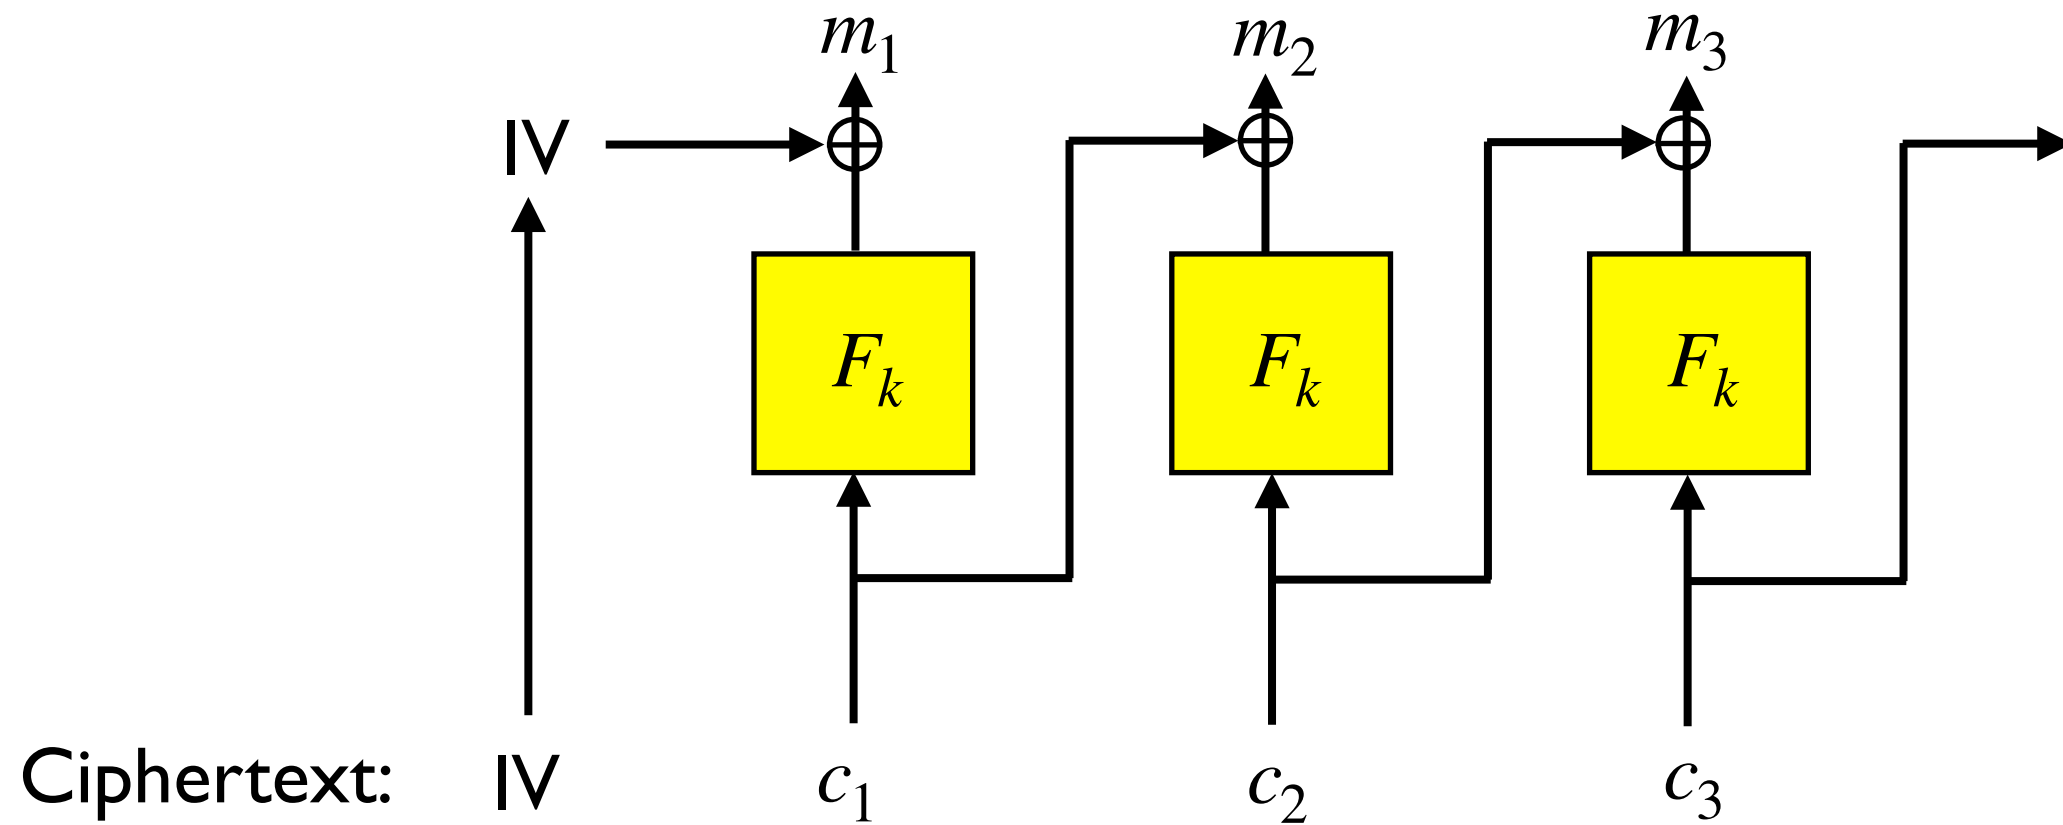 m₁ m₂ m₃
IV
Fₖ Fₖ Fₖ
Ciphertext: IV c₁ c₂ c₃